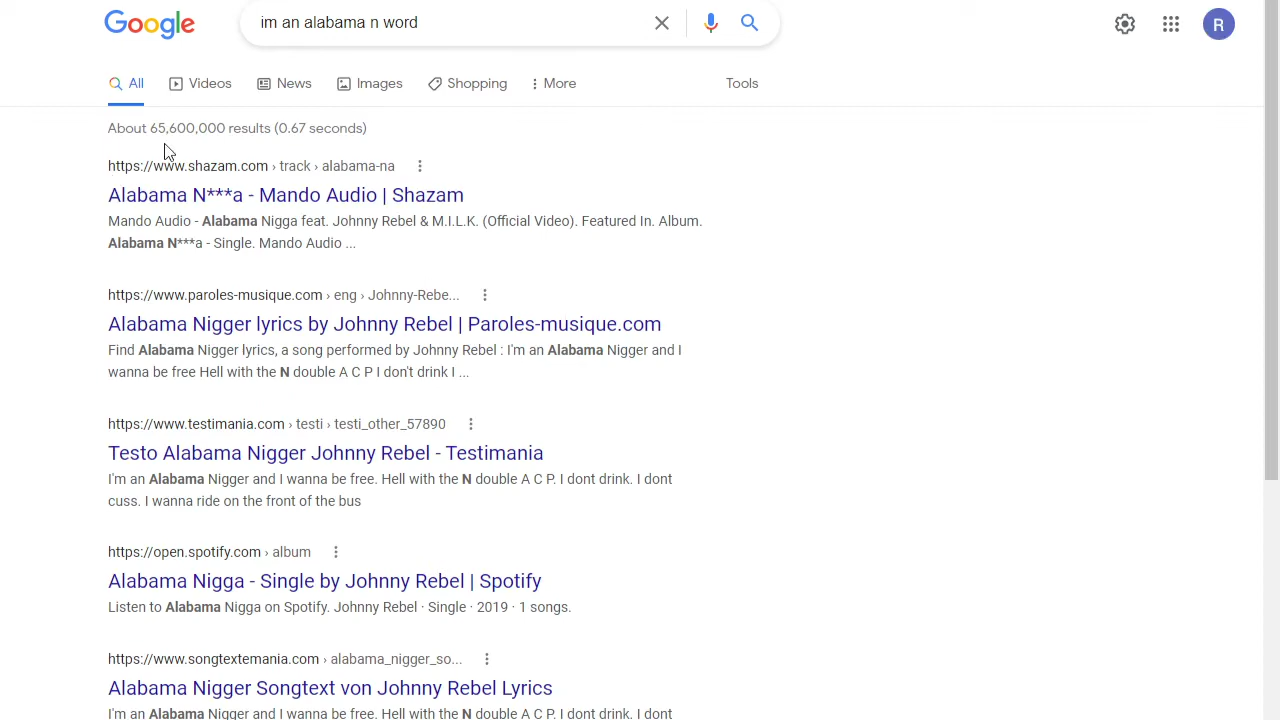 Google
im an alabama n word
R
All
Videos
News
Images
Shopping
More
Tools
About 65,600,000 results (0.67 seconds)
https://www.shazam.com › track › alabama-na
Alabama N***a - Mando Audio | Shazam
Mando Audio - Alabama Nigga feat. Johnny Rebel & M.I.L.K. (Official Video). Featured In. Album.
Alabama N***a - Single. Mando Audio ...
https://www.paroles-musique.com › eng › Johnny-Rebe...
Alabama Nigger lyrics by Johnny Rebel | Paroles-musique.com
Find Alabama Nigger lyrics, a song performed by Johnny Rebel : I'm an Alabama Nigger and I
wanna be free Hell with the N double A C P I don't drink I ...
https://www.testimania.com › testi › testi_other_57890
Testo Alabama Nigger Johnny Rebel - Testimania
I'm an Alabama Nigger and I wanna be free. Hell with the N double A C P. I dont drink. I dont
cuss. I wanna ride on the front of the bus
https://open.spotify.com › album
Alabama Nigga - Single by Johnny Rebel | Spotify
Listen to Alabama Nigga on Spotify. Johnny Rebel · Single · 2019 · 1 songs.
https://www.songtextemania.com › alabama_nigger_so...
Alabama Nigger Songtext von Johnny Rebel Lyrics
I'm an Alabama Nigger and I wanna be free. Hell with the N double A C P. I dont drink. I dont